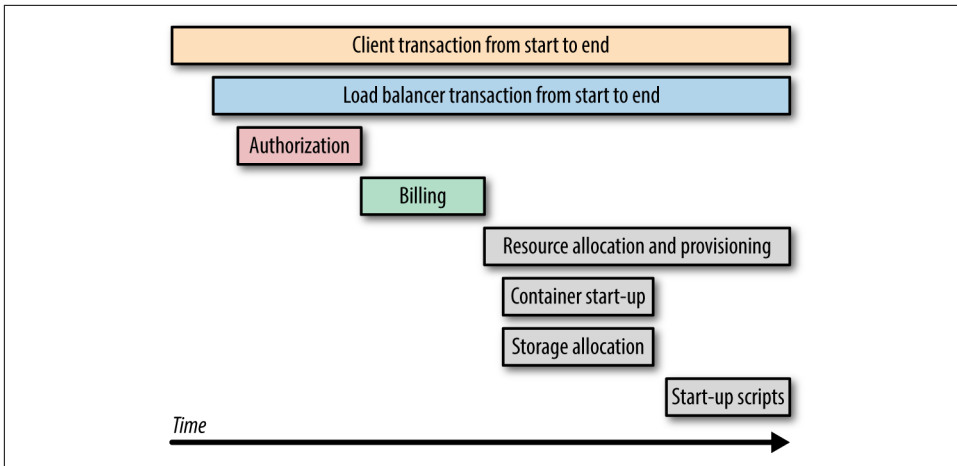 Client transaction from start to end
Load balancer transaction from start to end
Authorization
Billing
Resource allocation and provisioning
Container start-up
Storage allocation
Start-up scripts
Time